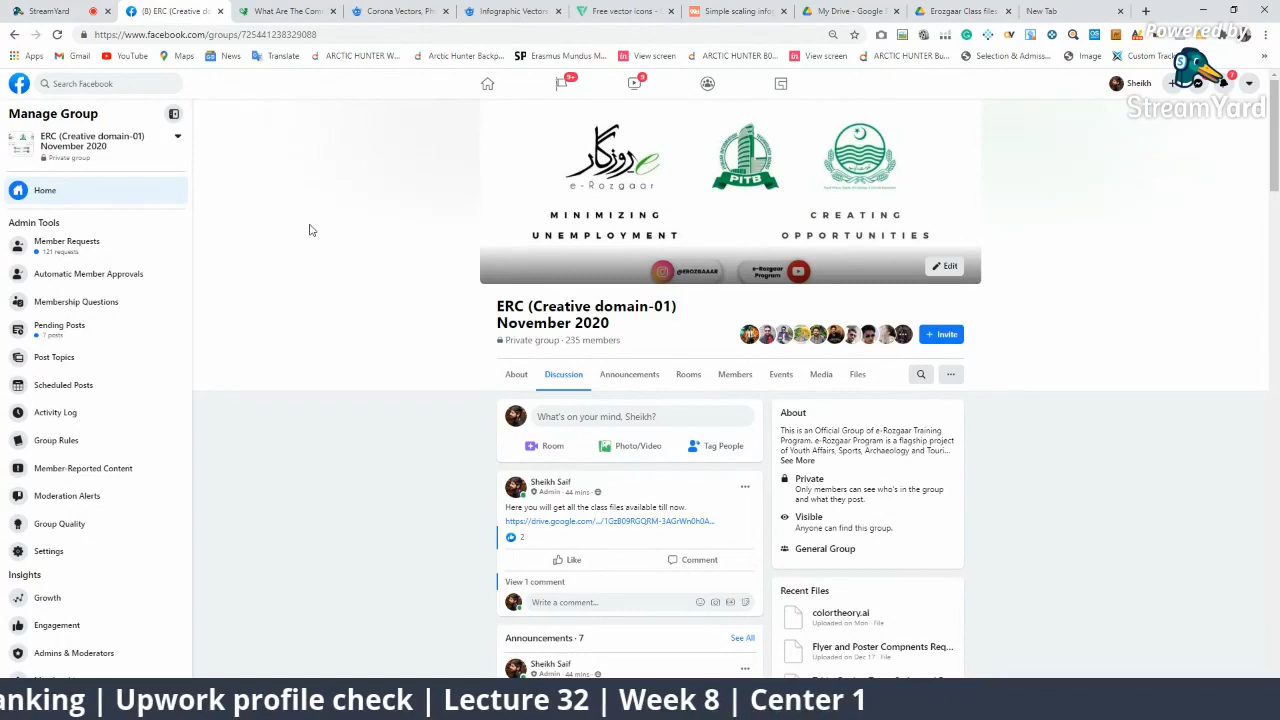 StreamYard
(8) ERC (Creative do
What Are The Com
Corona Vectors, Ph
Infographic Vectors
Free vector icons - S
Simple scaling infog
My Drive - Google
Erozgaar Class files
New Tab
https://www.facebook.com/groups/725441238329088
Powered by
Apps
Gmail
YouTube
Maps
News
Translate
ARCTIC HUNTER W...
ARCTIC HUNTER Backp...
Erasmus Mundus M...
View screen
ARCTIC HUNTER B0...
View screen
ARCTIC HUNTER 80...
Selection & Admiss...
Image
Custom Track
StreamYard
Search Facebook
9+
9
Sheikh
7
Manage Group
ERC (Creative domain-01)
November 2020
Private group
Home
Admin Tools
Member Requests
121 requests
Automatic Member Approvals
Membership Questions
Pending Posts
7 posts
Post Topics
Scheduled Posts
Activity Log
Group Rules
Member-Reported Content
Moderation Alerts
Group Quality
Settings
Insights
Growth
Engagement
Admins & Moderators
روزگار e
e-Rozgaar
PITB
MINIMIZING
UNEMPLOYMENT
CREATING
OPPORTUNITIES
@EROZGAAAR
e-Rozgaar
Program
Edit
ERC (Creative domain-01)
November 2020
Private group · 235 members
+ Invite
About
Discussion
Announcements
Rooms
Members
Events
Media
Files
What's on your mind, Sheikh?
Room
Photo/Video
Tag People
Sheikh Saif
Admin · 44 mins ·
Here you will get all the class files available till now.
https://drive.google.com/.../1GzB09RGQRM-3AGrWn0h0A...
2
Like
Comment
View 1 comment
Write a comment...
Announcements · 7
See All
Sheikh Saif
About
This is an Official Group of e-Rozgaar Training
Program. e-Rozgaar Program is a flagship project
of Youth Affairs, Sports, Archaeology and Touri...
See More
Private
Only members can see who's in the group
and what they post.
Visible
Anyone can find this group.
General Group
Recent Files
colortheory.ai
Uploaded on Mon · File
Flyer and Poster Compnents Req...
Uploaded on Dec 17 · File
anking | Upwork profile check | Lecture 32 | Week 8 | Center 1